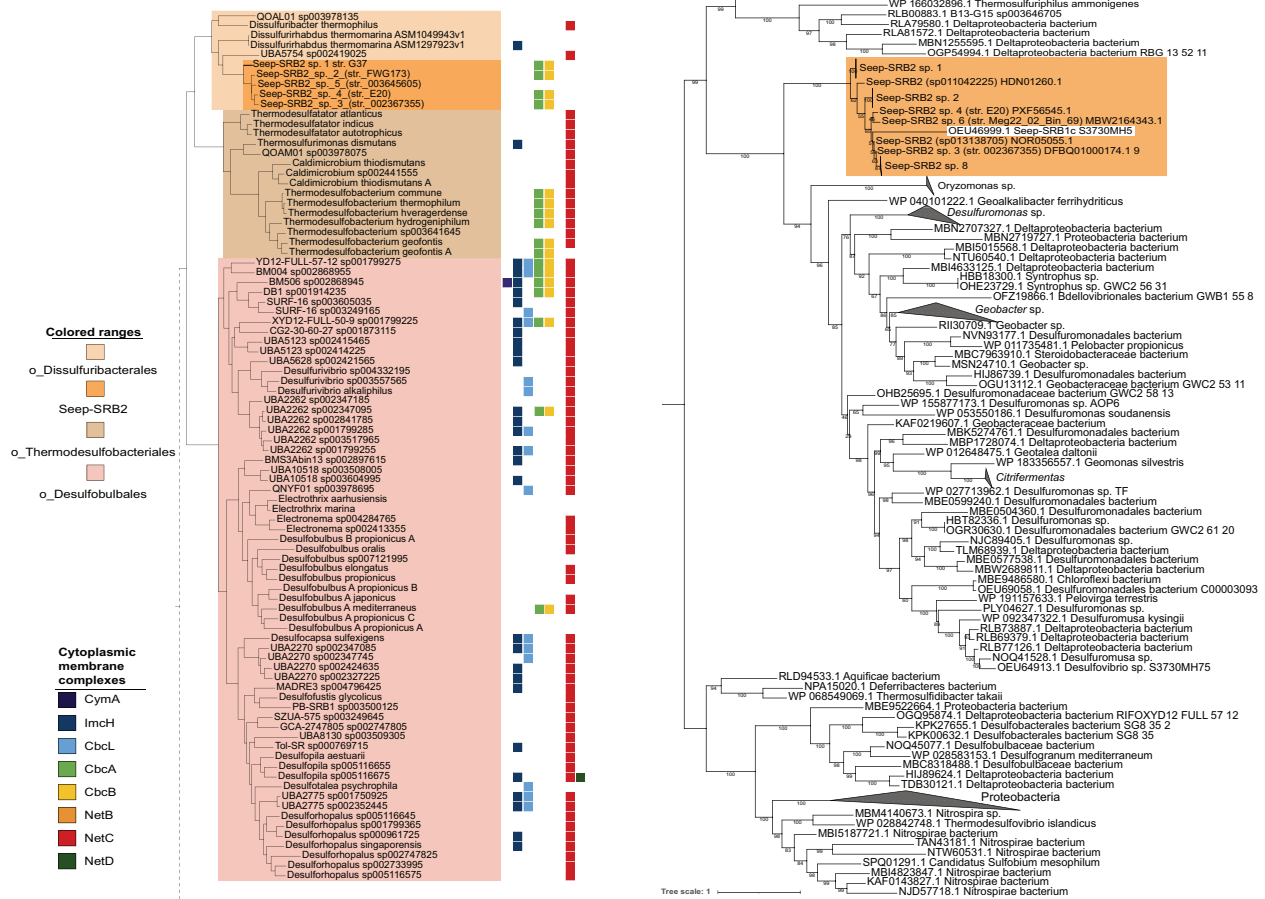 QOAL01 sp003978135
Dissulfuribacter thermophilus
Dissulfurirhabdus thermomarina ASM1049943v1
Dissulfurirhabdus thermomarina ASM1297923v1
UBA5754 sp002419025
Seep-SRB2 sp. 1 str. G37
Seep-SRB2_sp._2_(str._FWG173)
Seep-SRB2_sp._5_(str._003645605)
Seep-SRB2_sp._4_(str._E20)
Seep-SRB2_sp._3_(str._002367355)
Thermodesulfatator atlanticus
Thermodesulfatator indicus
Thermodesulfatator autotrophicus
Thermosulfurimonas dismutans
QOAM01 sp003978075
Caldimicrobium thiodismutans
Caldimicrobium sp002441555
Caldimicrobium thiodismutans A
Thermodesulfobacterium commune
Thermodesulfobacterium thermophilum
Thermodesulfobacterium hveragerdense
Thermodesulfobacterium hydrogeniphilum
Thermodesulfobacterium sp003641645
Thermodesulfobacterium geofontis
Thermodesulfobacterium geofontis A
YD12-FULL-57-12 sp001799275
BM004 sp002868955
BM506 sp002868945
DB1 sp001914235
SURF-16 sp003605035
SURF-16 sp003249165
XYD12-FULL-50-9 sp001799225
CG2-30-60-27 sp001873115
UBA5123 sp002415465
UBA5123 sp002414225
UBA5628 sp002421565
Desulfurivibrio sp004332195
Desulfurivibrio sp003557565
Desulfurivibrio alkaliphilus
UBA2262 sp002347185
UBA2262 sp002347095
UBA2262 sp002841785
UBA2262 sp001799285
UBA2262 sp003517965
UBA2262 sp002292255
BMS3Abin13 sp002897615
UBA10518 sp003508005
UBA10518 sp003604995
QNYF01 sp003978695
Electrothrix aarhusiensis
Electrothrix marina
Electronema sp004284765
Electronema sp002413355
Desulfobulbus B propionicus A
Desulfobulbus oralis
Desulfobulbus sp007121995
Desulfobulbus elongatus
Desulfobulbus propionicus
Desulfobulbus A propionicus B
Desulfobulbus A japonicus
Desulfobulbus A mediterraneus
Desulfobulbus A propionicus C
Desulfobulbus A propionicus A
Desulfocapsa sulfexigens
UBA2270 sp002347085
UBA2270 sp002347745
UBA2270 sp002424635
UBA2270 sp002327225
MADRE3 sp004796425
Desulfofustis glycolicus
PB-SRB1 sp003500125
SZUA-575 sp003249645
GCA-2747805 sp002747805
UBA8130 sp003509305
Tol-SR sp000769715
Desulfopila aestuarii
Desulfopila sp005116655
Desulfopila sp005116675
Desulfotalea psychrophila
UBA2775 sp001750925
UBA2775 sp002352445
Desulforhopalus sp005116645
Desulforhopalus sp001799365
Desulforhopalus sp000961725
Desulforhopalus singaporensis
Desulforhopalus sp002747825
Desulforhopalus sp002733995
Desulforhopalus sp005116575
Colored ranges
o_Dissulfuribacterales
Seep-SRB2
o_Thermodesulfobacteriales
o_Desulfobulbales
Cytoplasmic
membrane
complexes
CymA
ImcH
CbcL
CbcA
CbcB
NetB
NetC
NetD
WP 166032896.1 Thermosulfuriphilus ammonigenes
RLB00883.1 B13-G15 sp003646705
RLA79580.1 Deltaproteobacteria bacterium
RLA81572.1 Deltaproteobacteria bacterium
MBN1255595.1 Deltaproteobacteria bacterium
OGP54994.1 Deltaproteobacteria bacterium RBG 13 52 11
Seep-SRB2 sp. 1
Seep-SRB2 (sp011042225) HDN01260.1
Seep-SRB2 sp. 2
Seep-SRB2 sp. 4 (str. E20) PXF56545.1
Seep-SRB2 sp. 6 (str. Meg22_02_Bin_69) MBW2164343.1
OEU46999.1 Seep-SRB1c S3730MH5
Seep-SRB2 (sp013138705) NOR05055.1
Seep-SRB2 sp. 3 (str. 002367355) DFBQ01000174.1 9
Seep-SRB2 sp. 8
Oryzomonas sp.
WP 040101222.1 Geoalkalibacter ferrihydriticus
Desulfuromonas sp.
MBN2707327.1 Deltaproteobacteria bacterium
MBN2719727.1 Proteobacteria bacterium
MBI5015568.1 Deltaproteobacteria bacterium
NTU60540.1 Deltaproteobacteria bacterium
MBI4633125.1 Deltaproteobacteria bacterium
HBB18300.1 Syntrophus sp.
OHE23729.1 Syntrophus sp. GWC2 56 31
OFZ19866.1 Bdellovibrionales bacterium GWB1 55 8
Geobacter sp.
RII30709.1 Geobacter sp.
NVN93177.1 Desulfuromonadales bacterium
WP 011735481.1 Pelobacter propionicus
MBC7963910.1 Steroidobacteraceae bacterium
MSN24710.1 Geobacter sp.
HIJ86739.1 Desulfuromonadales bacterium
OGU13112.1 Geobacteraceae bacterium GWC2 53 11
OHB25695.1 Desulfuromonadaceae bacterium GWC2 58 13
WP 155877173.1 Desulfuromonas sp. AOP6
WP 053550186.1 Desulfuromonas soudanensis
KAF0219607.1 Geobacteraceae bacterium
MBK5274761.1 Desulfuromonadales bacterium
MBP1728074.1 Deltaproteobacteria bacterium
WP 012648475.1 Geotalea daltonii
WP 183356557.1 Geomonas silvestris
Citrifermentas
WP 027713962.1 Desulfuromonas sp. TF
MBE0599240.1 Desulfuromonadales bacterium
MBE0504360.1 Desulfuromonadales bacterium
HBT82336.1 Desulfuromonas sp.
OGR30630.1 Desulfuromonadales bacterium GWC2 61 20
NJC89405.1 Desulfuromonas sp.
TLM68939.1 Deltaproteobacteria bacterium
MBE0577538.1 Desulfuromonadales bacterium
MBW2689811.1 Deltaproteobacteria bacterium
MBE9486580.1 Chloroflexi bacterium
OEU69058.1 Desulfuromonadales bacterium C00003093
WP 191157633.1 Pelovirga terrestris
PLY04627.1 Desulfuromonas sp.
WP 092347322.1 Desulfuromusa kysingii
RLB73887.1 Deltaproteobacteria bacterium
RLB69379.1 Deltaproteobacteria bacterium
RLB77126.1 Deltaproteobacteria bacterium
NOQ41528.1 Desulfuromusa sp.
OEU64913.1 Desulfovibrio sp. S3730MH75
RLD94533.1 Aquificae bacterium
NPA15020.1 Deferribacteres bacterium
WP 068549069.1 Thermosulfidibacter takaii
MBE9522664.1 Proteobacteria bacterium
OGQ95874.1 Deltaproteobacteria bacterium RIFOXYD12 FULL 57 12
KPK27655.1 Desulfobacterales bacterium SG8 35 2
KPK00632.1 Desulfobacterales bacterium SG8 35
NOQ45077.1 Desulfobulbaceae bacterium
WP 028583153.1 Desulfogranum mediterraneum
MBC8318488.1 Desulfobulbaceae bacterium
HIJ89624.1 Deltaproteobacteria bacterium
TDB30121.1 Deltaproteobacteria bacterium
Proteobacteria
MBM4140673.1 Nitrospira sp.
WP 028842748.1 Thermodesulfovibrio islandicus
MBI5187721.1 Nitrospirae bacterium
TAN43181.1 Nitrospirae bacterium
NTW60531.1 Nitrospirae bacterium
SPQ01291.1 Candidatus Sulfobium mesophilum
MBI4823847.1 Nitrospirae bacterium
KAF0143827.1 Nitrospirae bacterium
NJD57718.1 Nitrospirae bacterium
Tree scale: 1